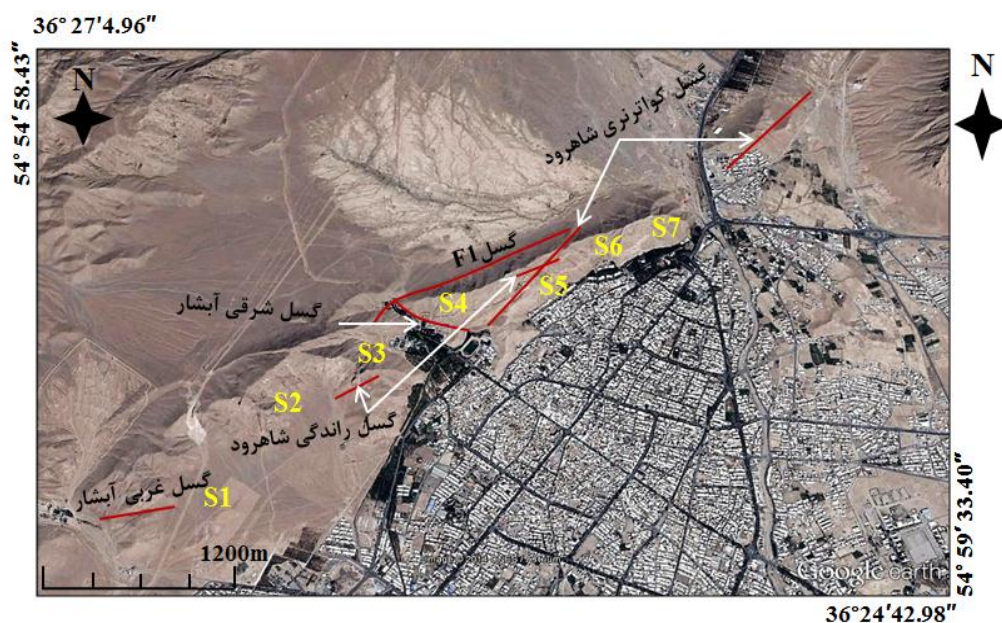 36° 27′4.96″
54° 54′58.43″
N
N
گسل کواترنری شاهرود
گسل F1
S7
S6
S5
S4
گسل شرقی آبشار
S3
S2
گسل راندگی شاهرود
گسل غربی آبشار
S1
1200m
Google earth
54° 59′33.40″
36°24′42.98″